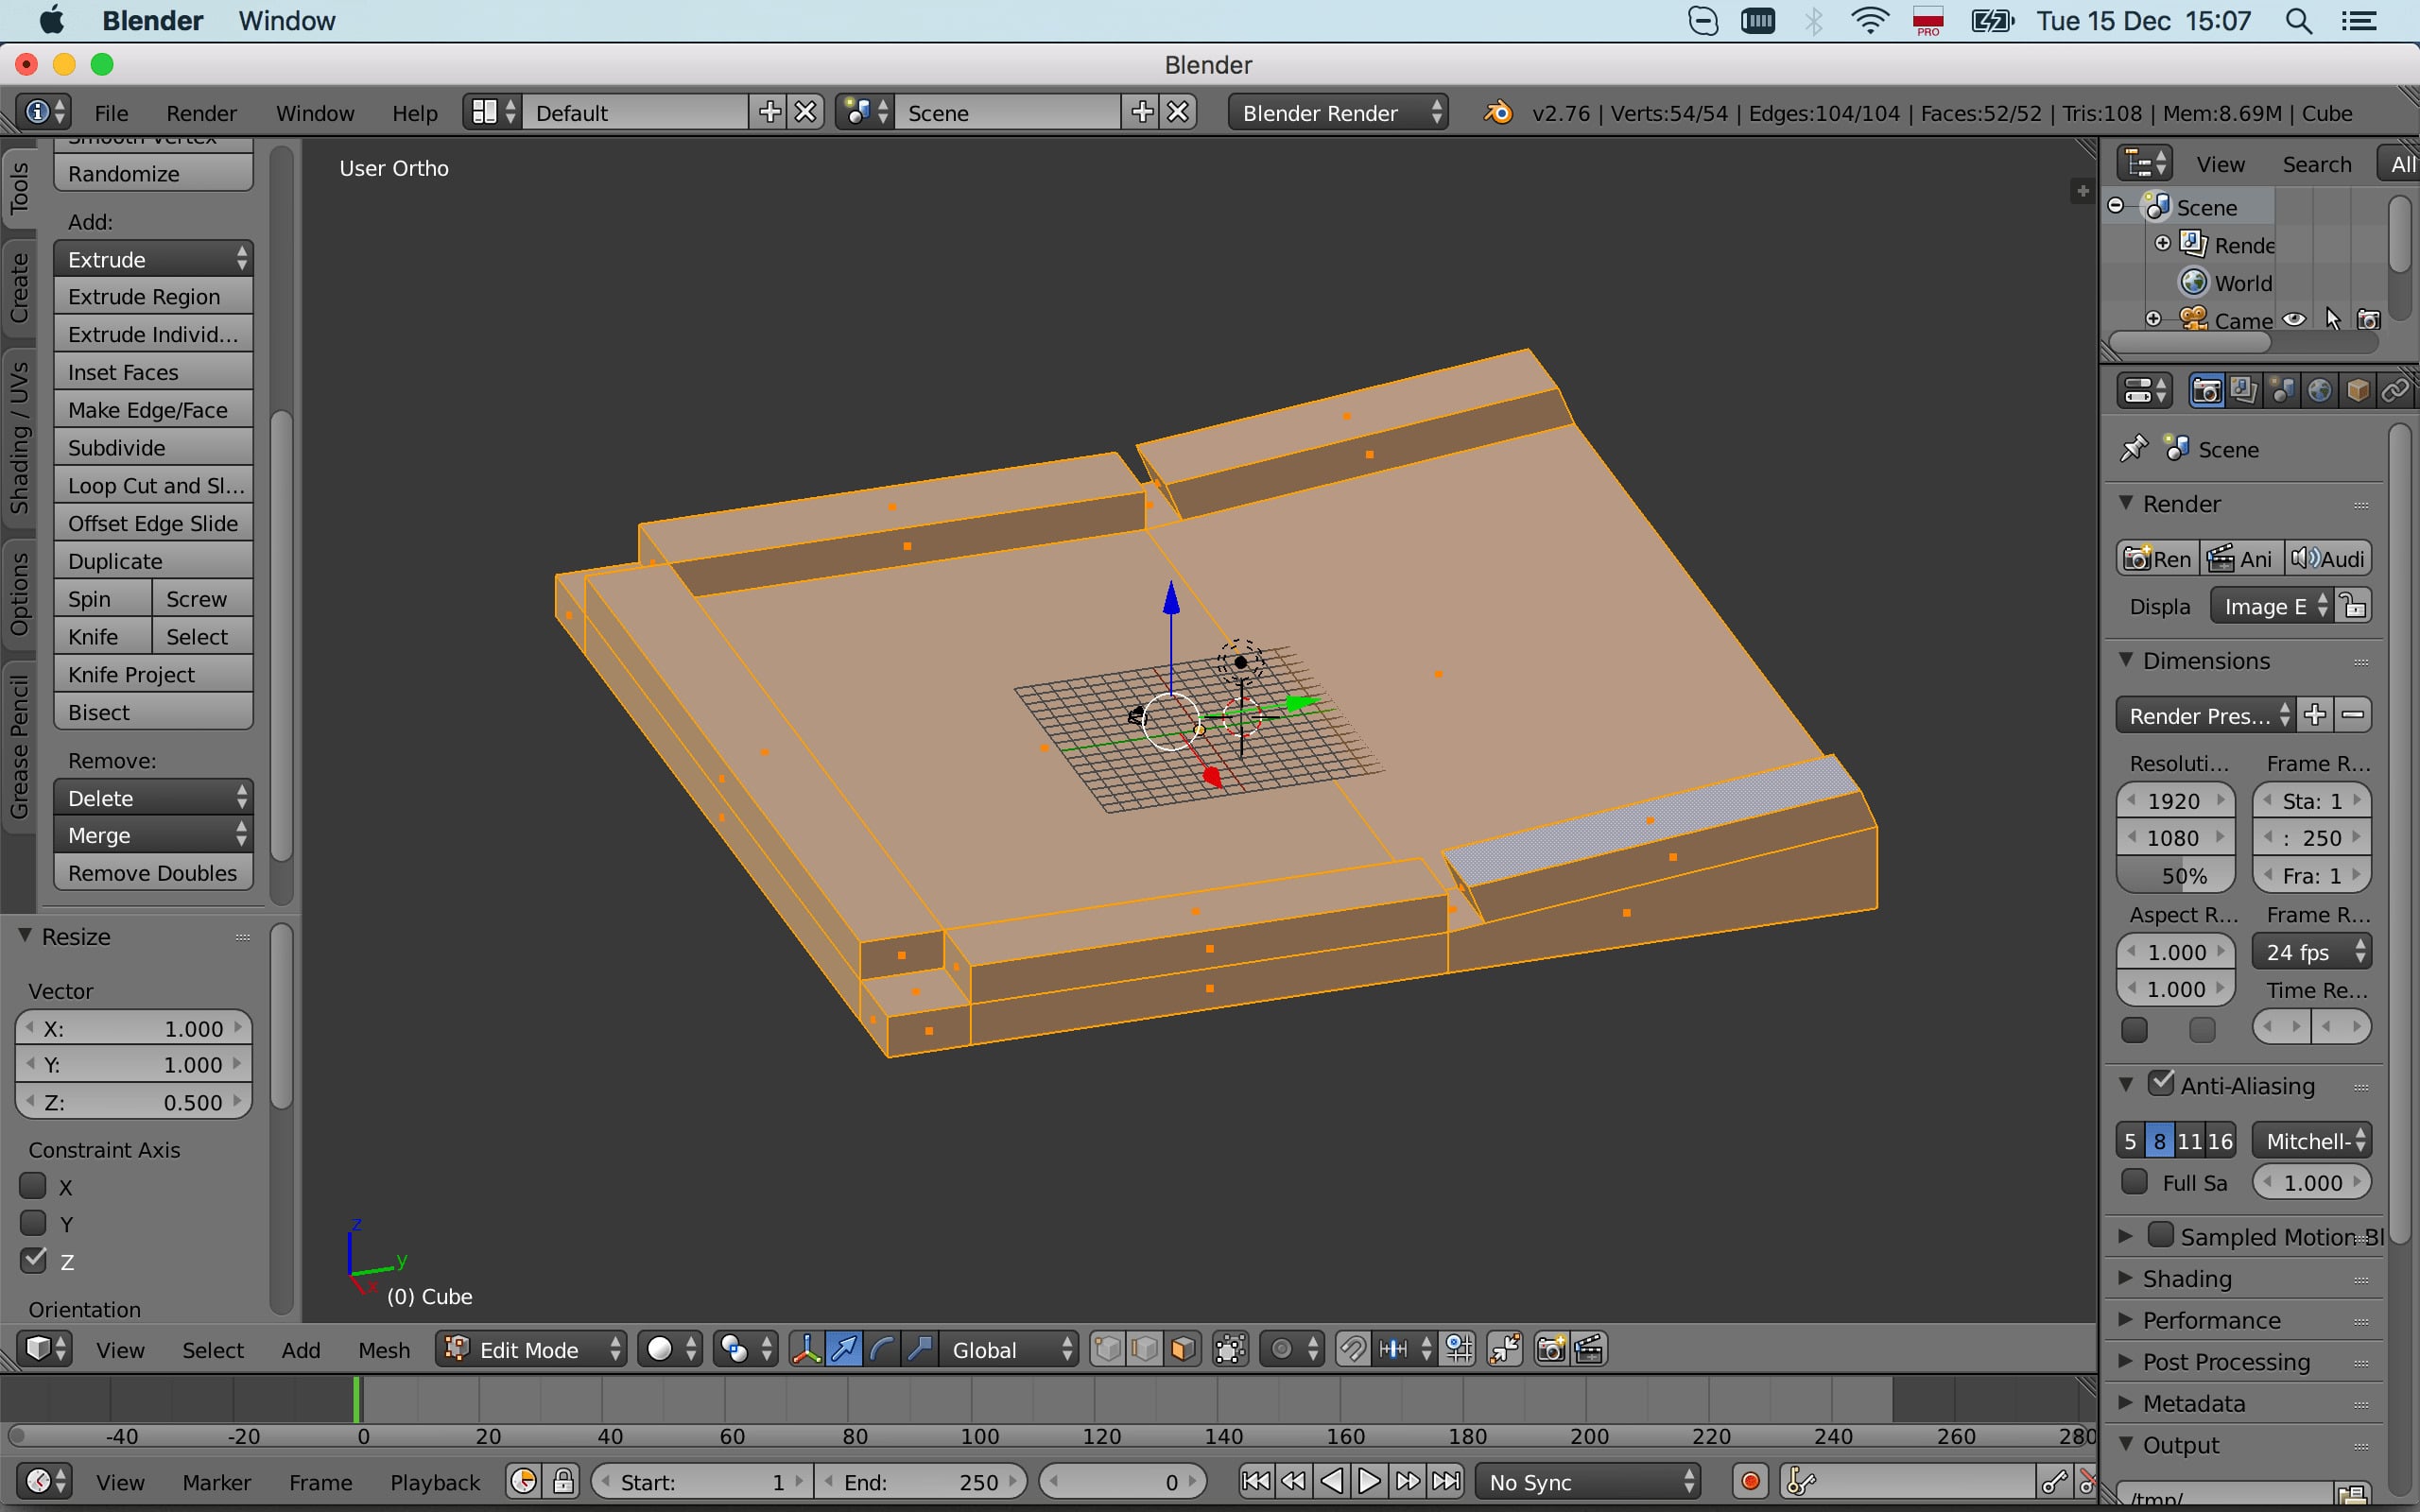 Blender Window PRO Tue 15 Dec 15:07
Blender
File Render Window Help Default Scene Blender Render v2.76 | Verts:54/54 | Edges:104/104 | Faces:52/52 | Tris:108 | Mem:8.69M | Cube
Tools
Create
Shading / UVs
Options
Grease Pencil
Smooth Vertex
Randomize
Add:
Extrude
Extrude Region
Extrude Individ...
Inset Faces
Make Edge/Face
Subdivide
Loop Cut and Sl...
Offset Edge Slide
Duplicate
Spin Screw
Knife Select
Knife Project
Bisect
Remove:
Delete
Merge
Remove Doubles
Resize
Vector
X: 1.000
Y: 1.000
Z: 0.500
Constraint Axis
X
Y
Z
Orientation
User Ortho
z
y
x
(0) Cube
View Search All
Scene
Rende
World
Came
Scene
Render
Ren Ani Audi
Displa Image E
Dimensions
Render Pres...
Resoluti... Frame R...
1920 Sta: 1
1080 : 250
50% Fra: 1
Aspect R... Frame R...
1.000 24 fps
1.000 Time Re...
Anti-Aliasing
5 8 11 16 Mitchell-
Full Sa 1.000
Sampled Motion Bl
Shading
Performance
Post Processing
Metadata
Output
/tmp/
View Select Add Mesh Edit Mode Global
-40 -20 0 20 40 60 80 100 120 140 160 180 200 220 240 260 280
View Marker Frame Playback Start: 1 End: 250 0 No Sync